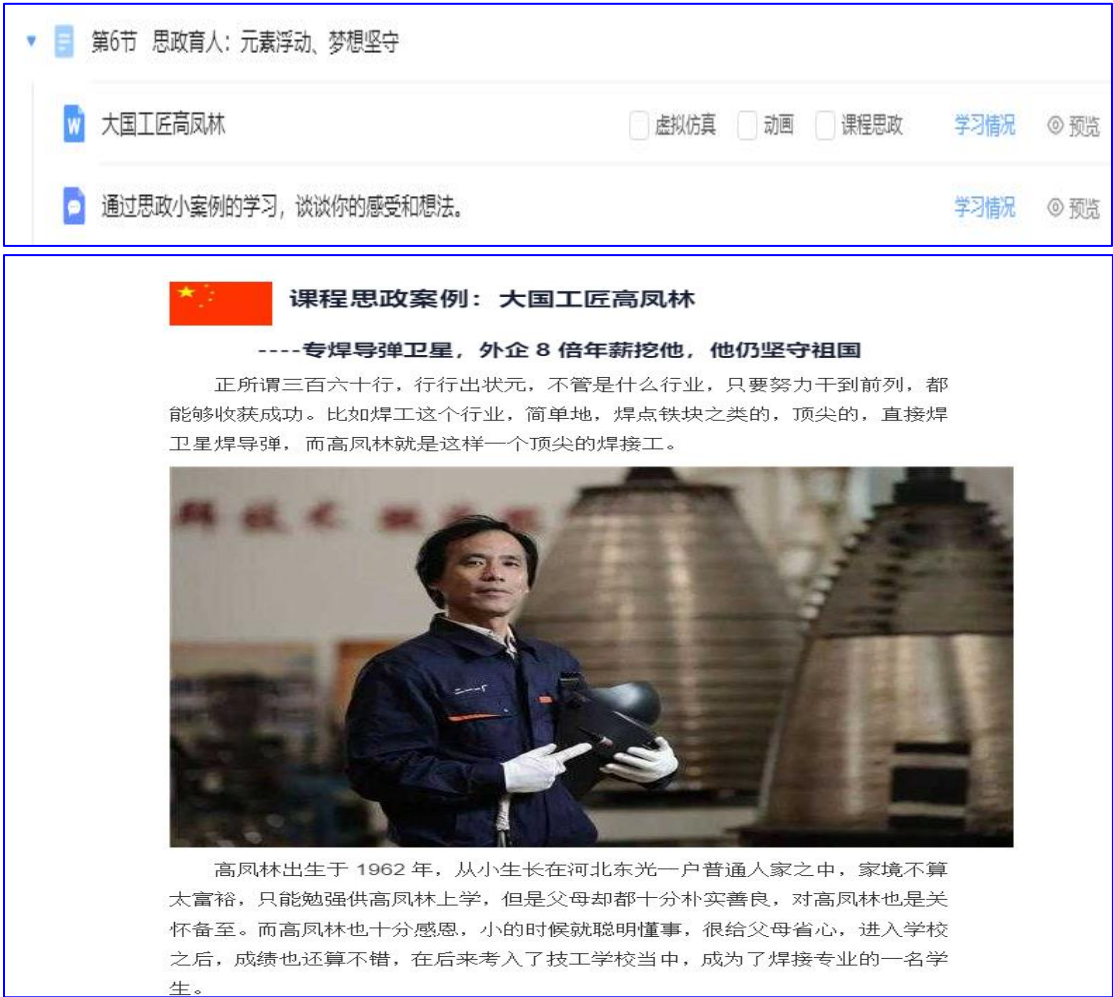 第6节 思政育人：元素浮动、梦想坚守
大国工匠高凤林 虚拟仿真 动画 课程思政 学习情况 预览
通过思政小案例的学习，谈谈你的感受和想法。 学习情况 预览
课程思政案例：大国工匠高凤林
----专焊导弹卫星，外企 8 倍年薪挖他，他仍坚守祖国
正所谓三百六十行，行行出状元，不管是什么行业，只要努力干到前列，都
能够收获成功。比如焊工这个行业，简单地，焊点铁块之类的，顶尖的，直接焊
卫星焊导弹，而高凤林就是这样一个顶尖的焊接工。
高凤林出生于 1962 年，从小生长在河北东光一户普通人家之中，家境不算
太富裕，只能勉强供高凤林上学，但是父母却都十分朴实善良，对高凤林也是关
怀备至。而高凤林也十分感恩，小的时候就聪明懂事，很给父母省心，进入学校
之后，成绩也还算不错，在后来考入了技工学校当中，成为了焊接专业的一名学
生。